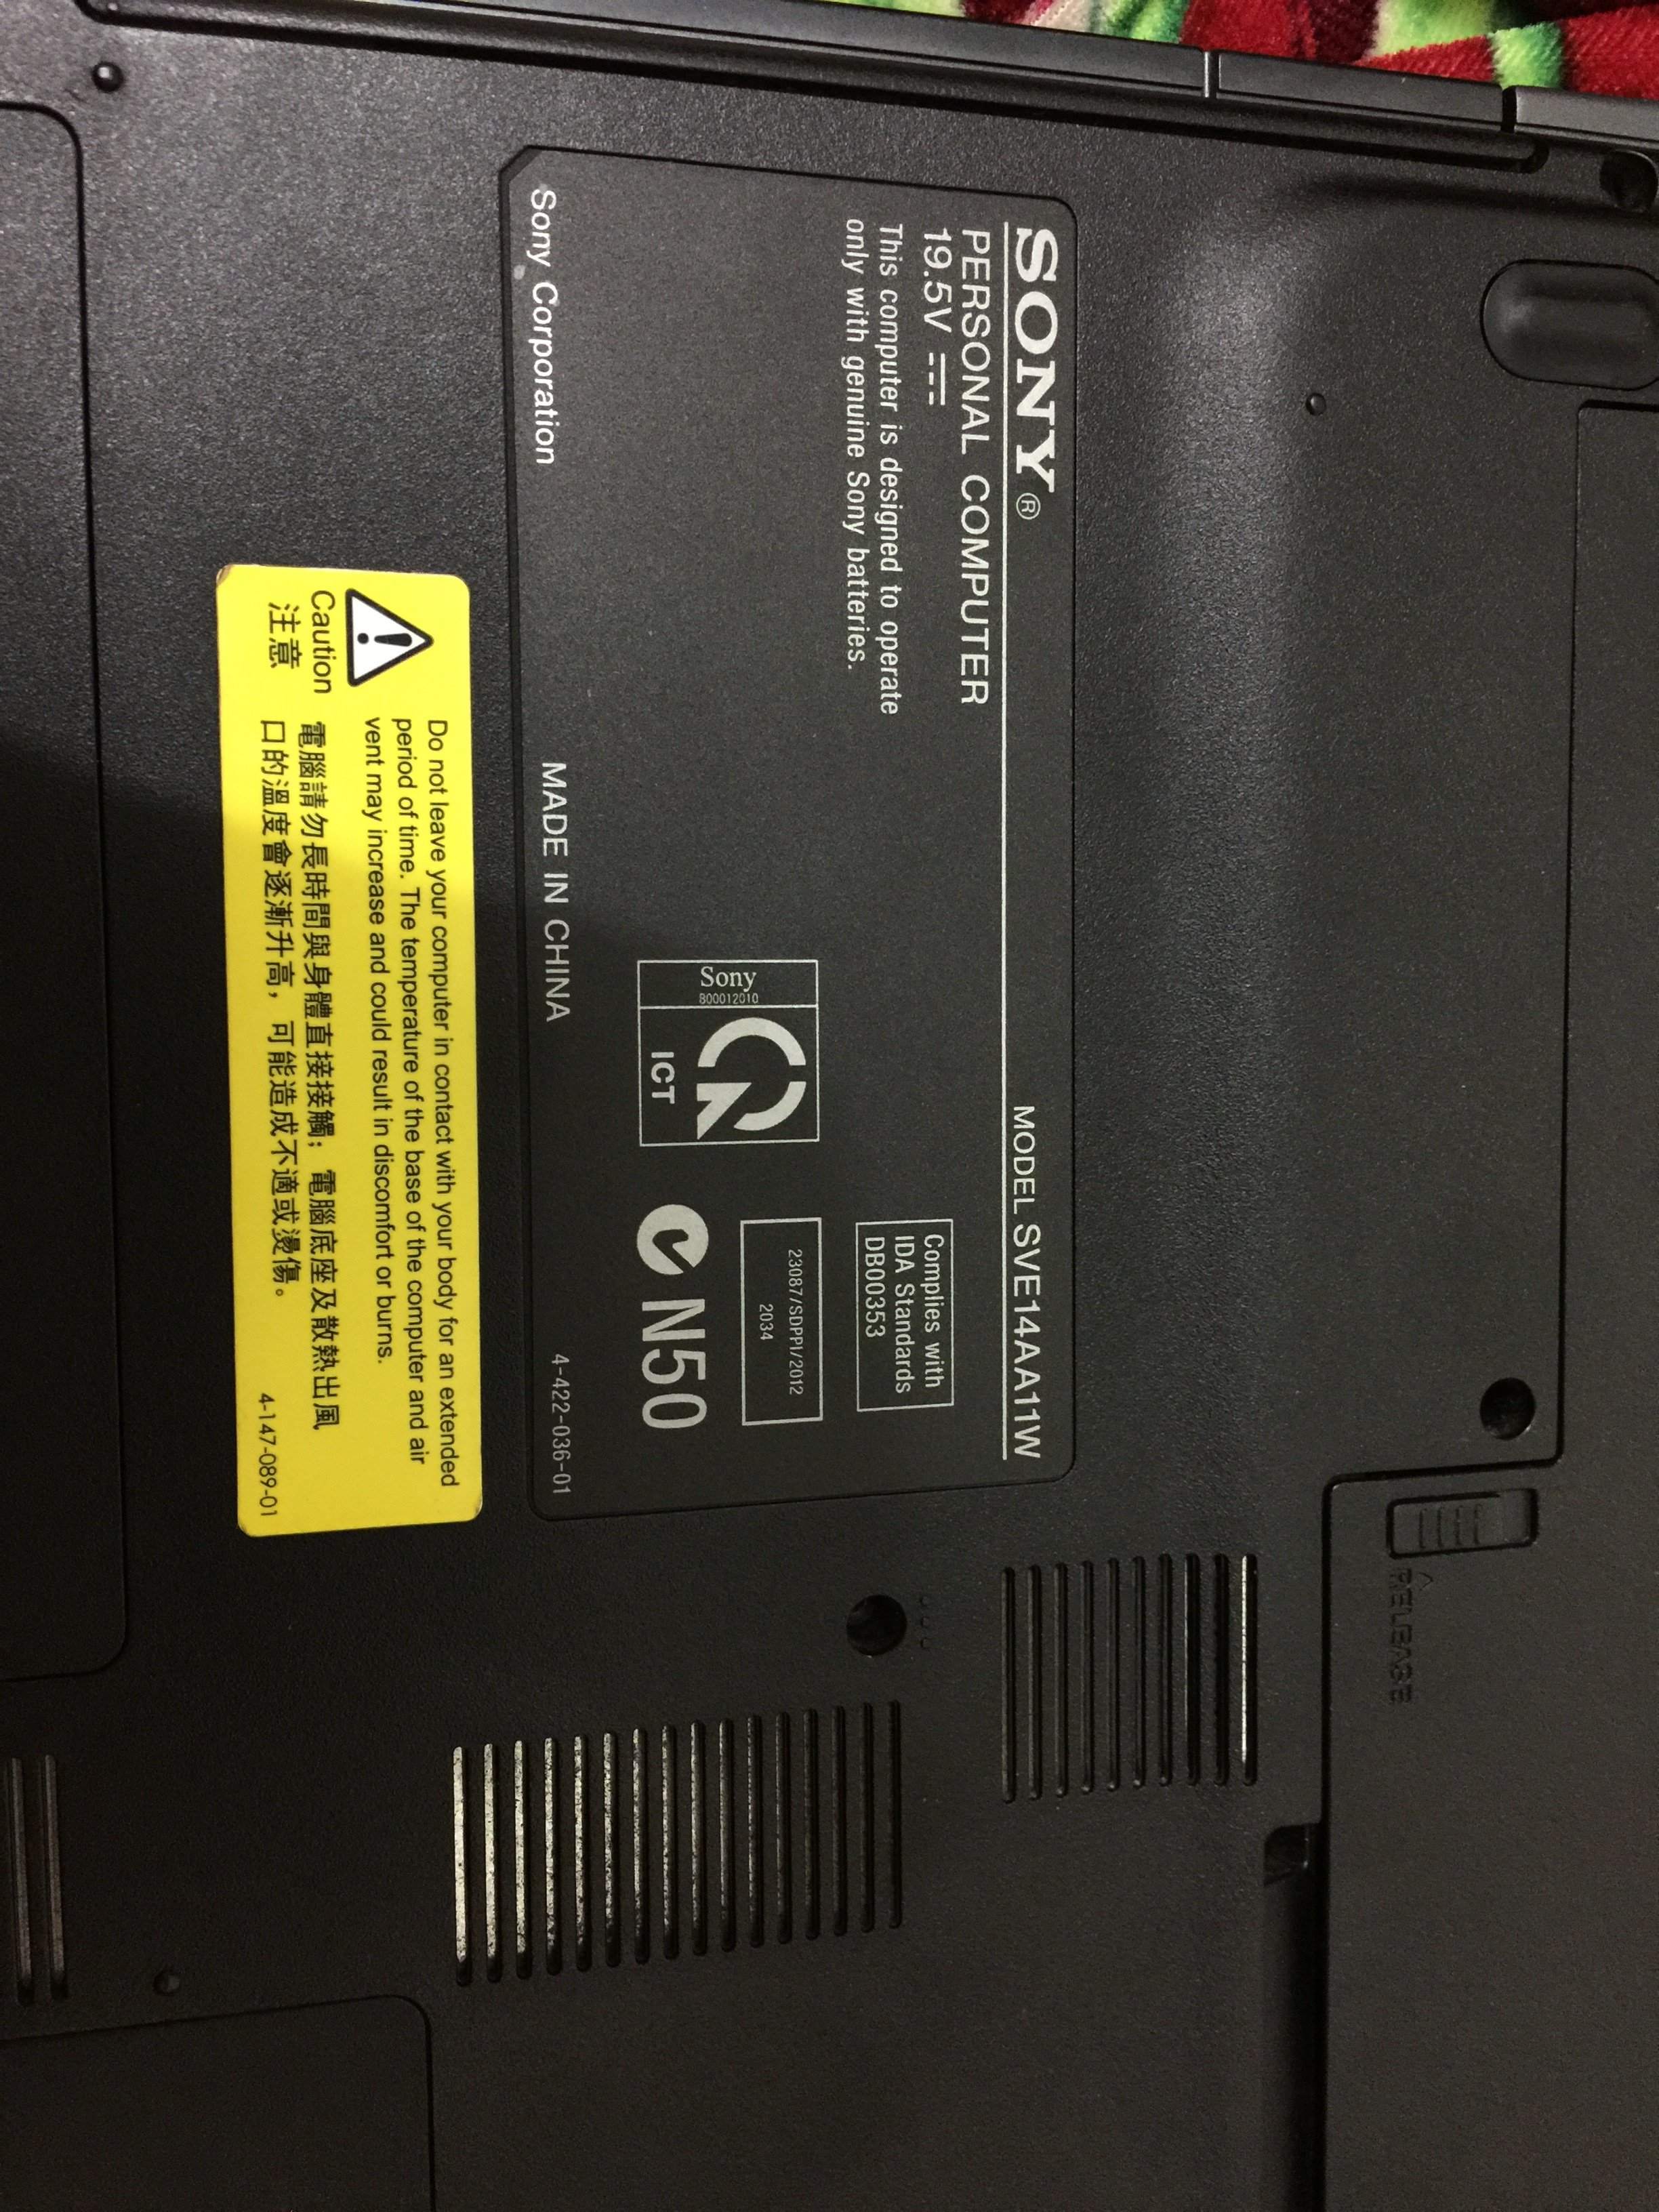 SONY®
MODEL SVE14AA11W
PERSONAL COMPUTER
19.5V
This computer is designed to operate
only with genuine Sony batteries.
Complies with
IDA Standards
DB00353
23087/SDPPI/2012
2034
Sony
800012010
ICT
N50
Sony Corporation
MADE IN CHINA
4-422-036-01
Caution
注意
Do not leave your computer in contact with your body for an extended
period of time. The temperature of the base of the computer and air
vent may increase and could result in discomfort or burns.
電腦請勿長時間與身體直接接觸；電腦底座及散熱出風
口的溫度會逐漸升高，可能造成不適或燙傷。
4-147-089-01
RELEASE